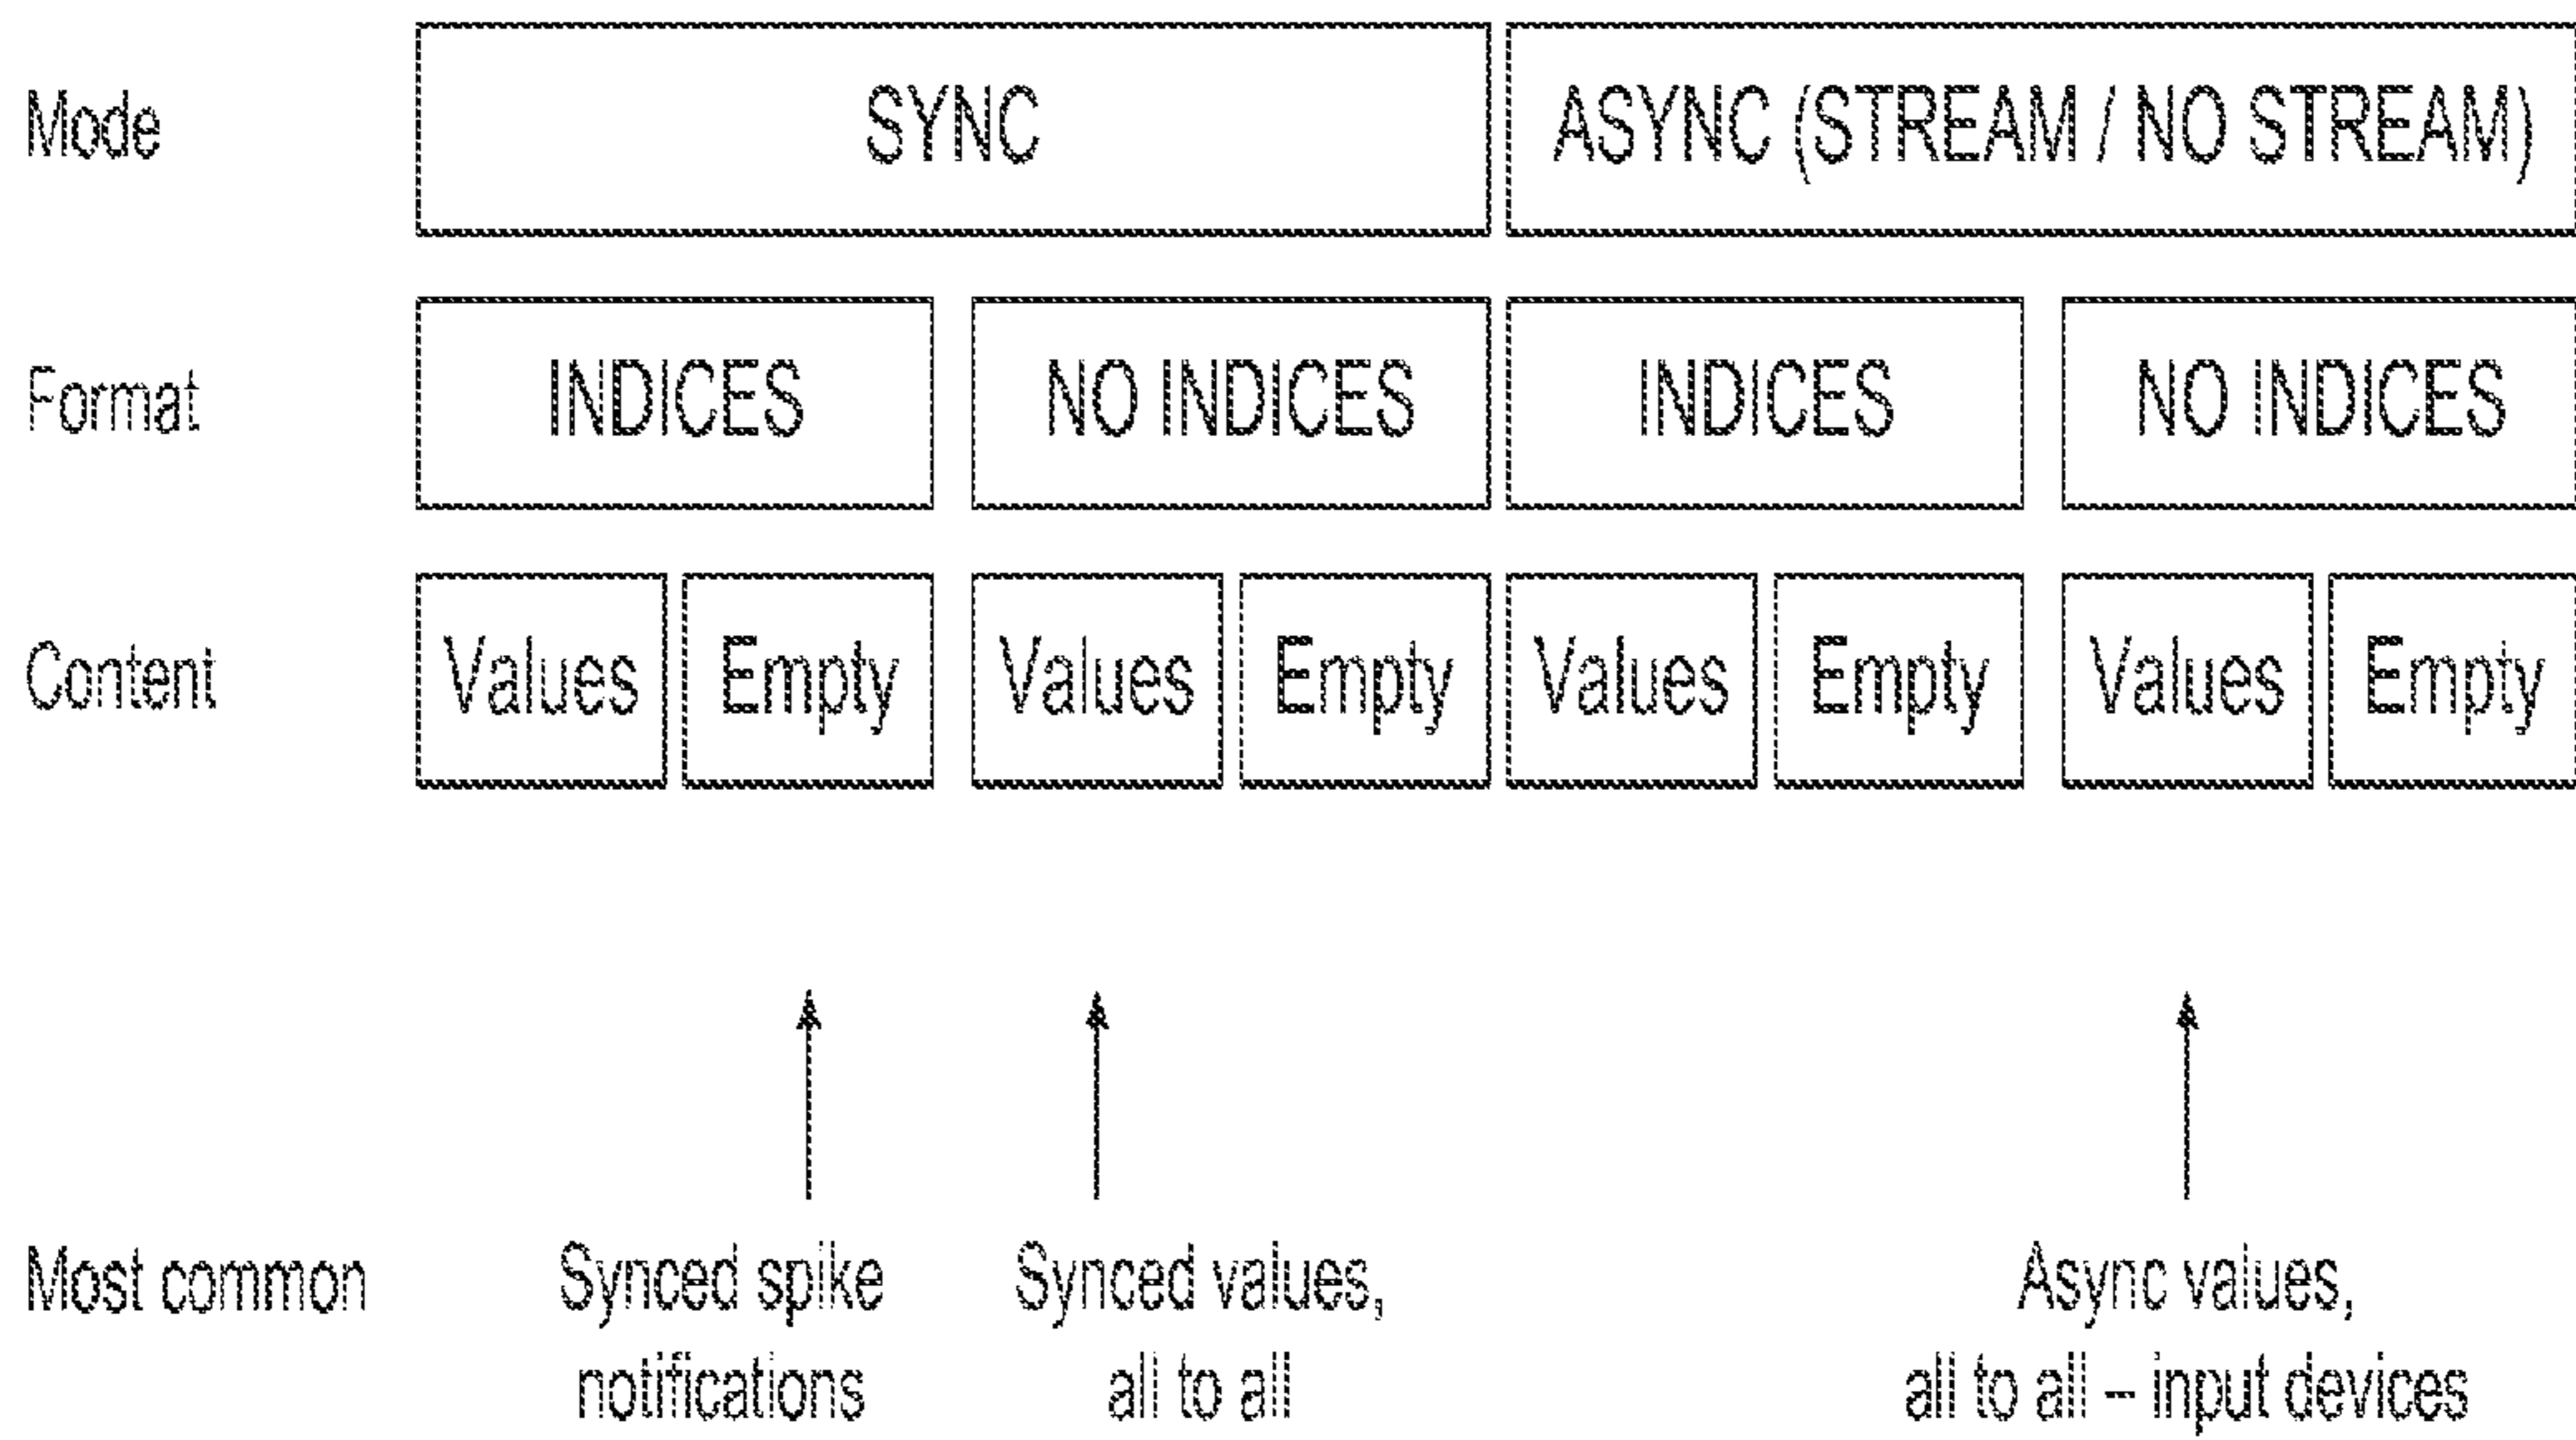 Mode SYNC ASYNC (STREAM / NO STREAM)
Format INDICES NO INDICES INDICES NO INDICES
Content Values Empty Values Empty Values Empty Values Empty
Most common Synced spike Synced values, Async values,
notifications all to all all to all – input devices